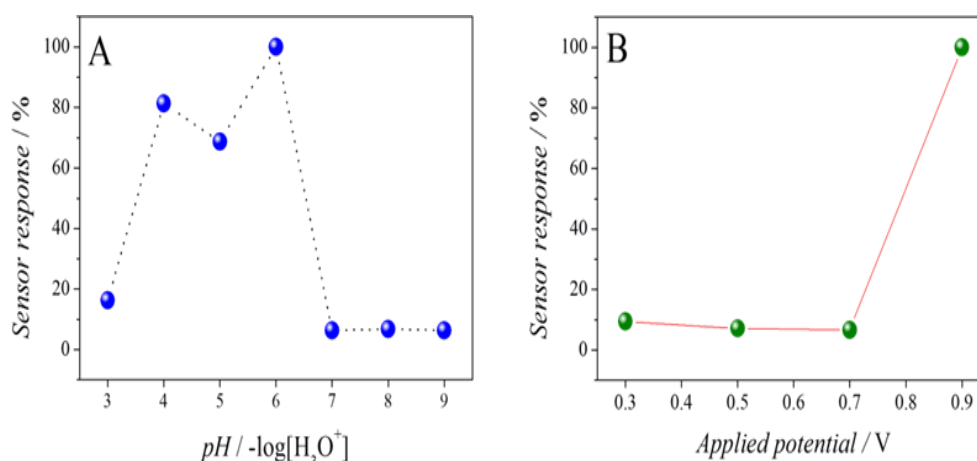 A
Sensor response / %
100
80
60
40
20
0
3 4 5 6 7 8 9
pH / -log[H₃O⁺]
B
Sensor response / %
100
80
60
40
20
0
0.3 0.4 0.5 0.6 0.7 0.8 0.9
Applied potential / V